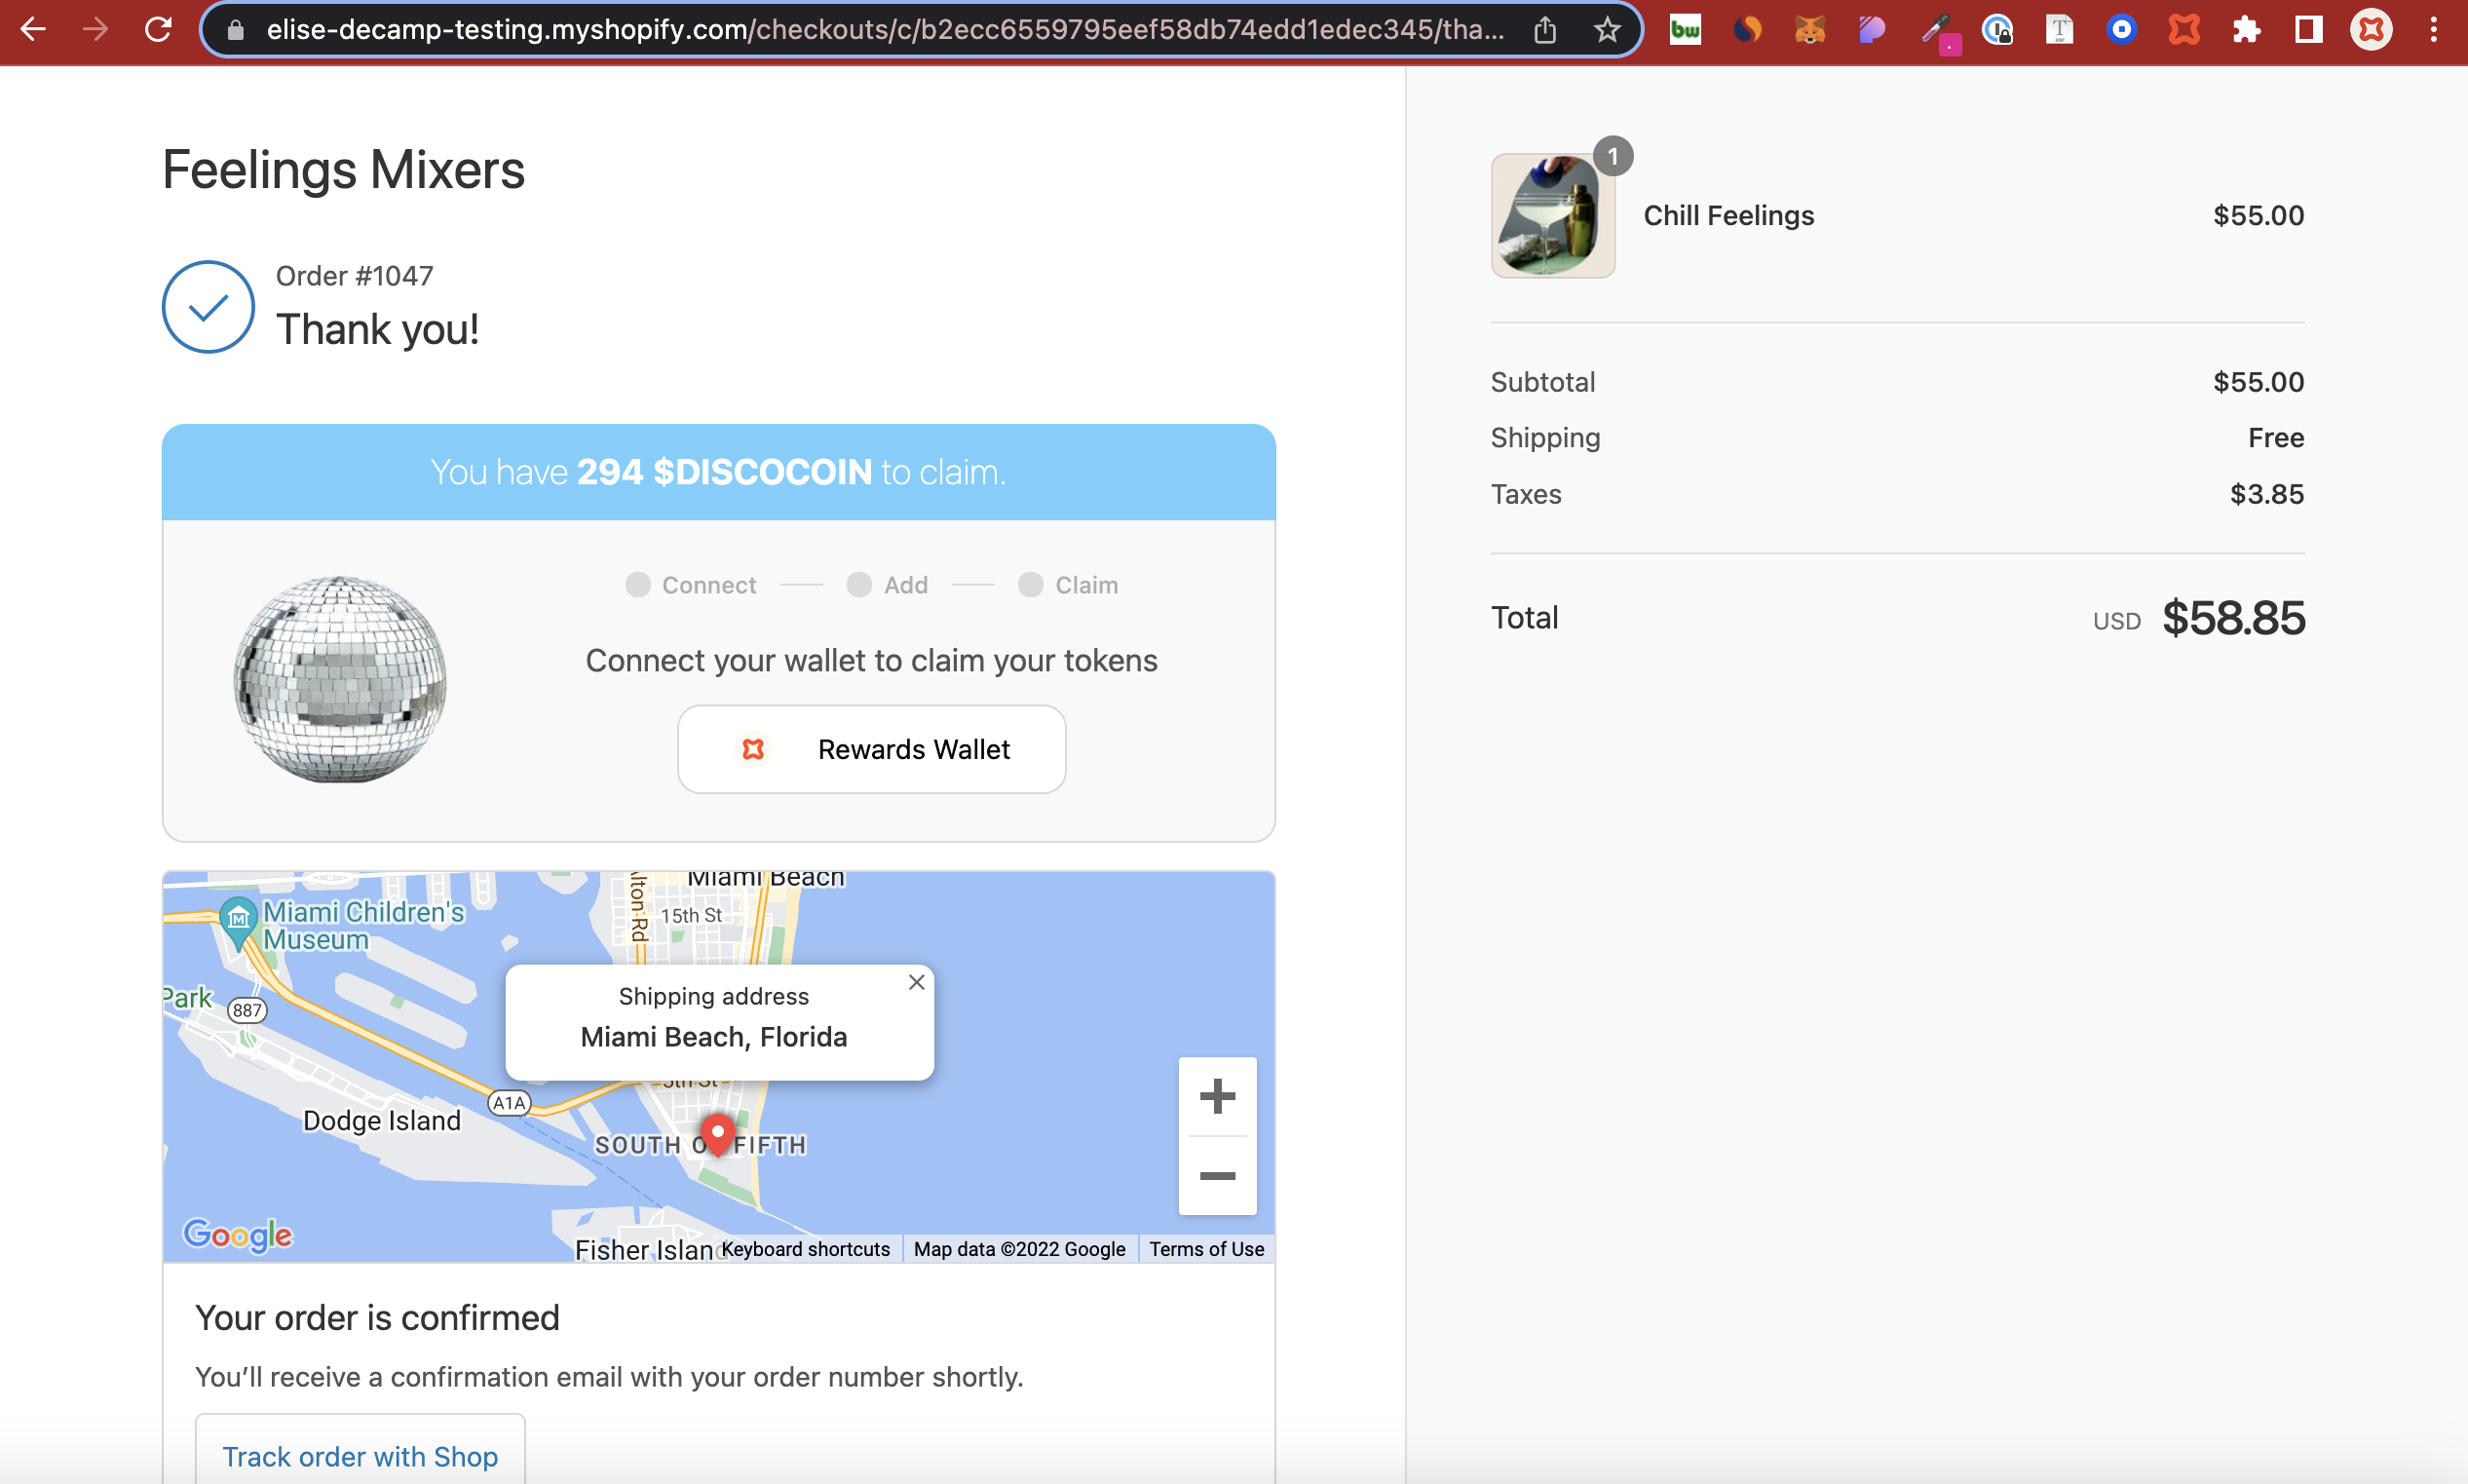 elise-decamp-testing.myshopify.com/checkouts/c/b2ecc6559795eef58db74edd1edec345/tha...
bw
T
Feelings Mixers
Order #1047
Thank you!
You have 294 $DISCOCOIN to claim.
Connect
Add
Claim
Connect your wallet to claim your tokens
Rewards Wallet
Miami Beach
lton Rd
15th St
Miami Children's
Museum
Park
887
Shipping address
Miami Beach, Florida
5th St
A1A
Dodge Island
SOUTH O FIFTH
Google
Fisher Island
Keyboard shortcuts
Map data ©2022 Google
Terms of Use
Your order is confirmed
You’ll receive a confirmation email with your order number shortly.
Track order with Shop
1
Chill Feelings $55.00
Subtotal $55.00
Shipping Free
Taxes $3.85
Total USD $58.85